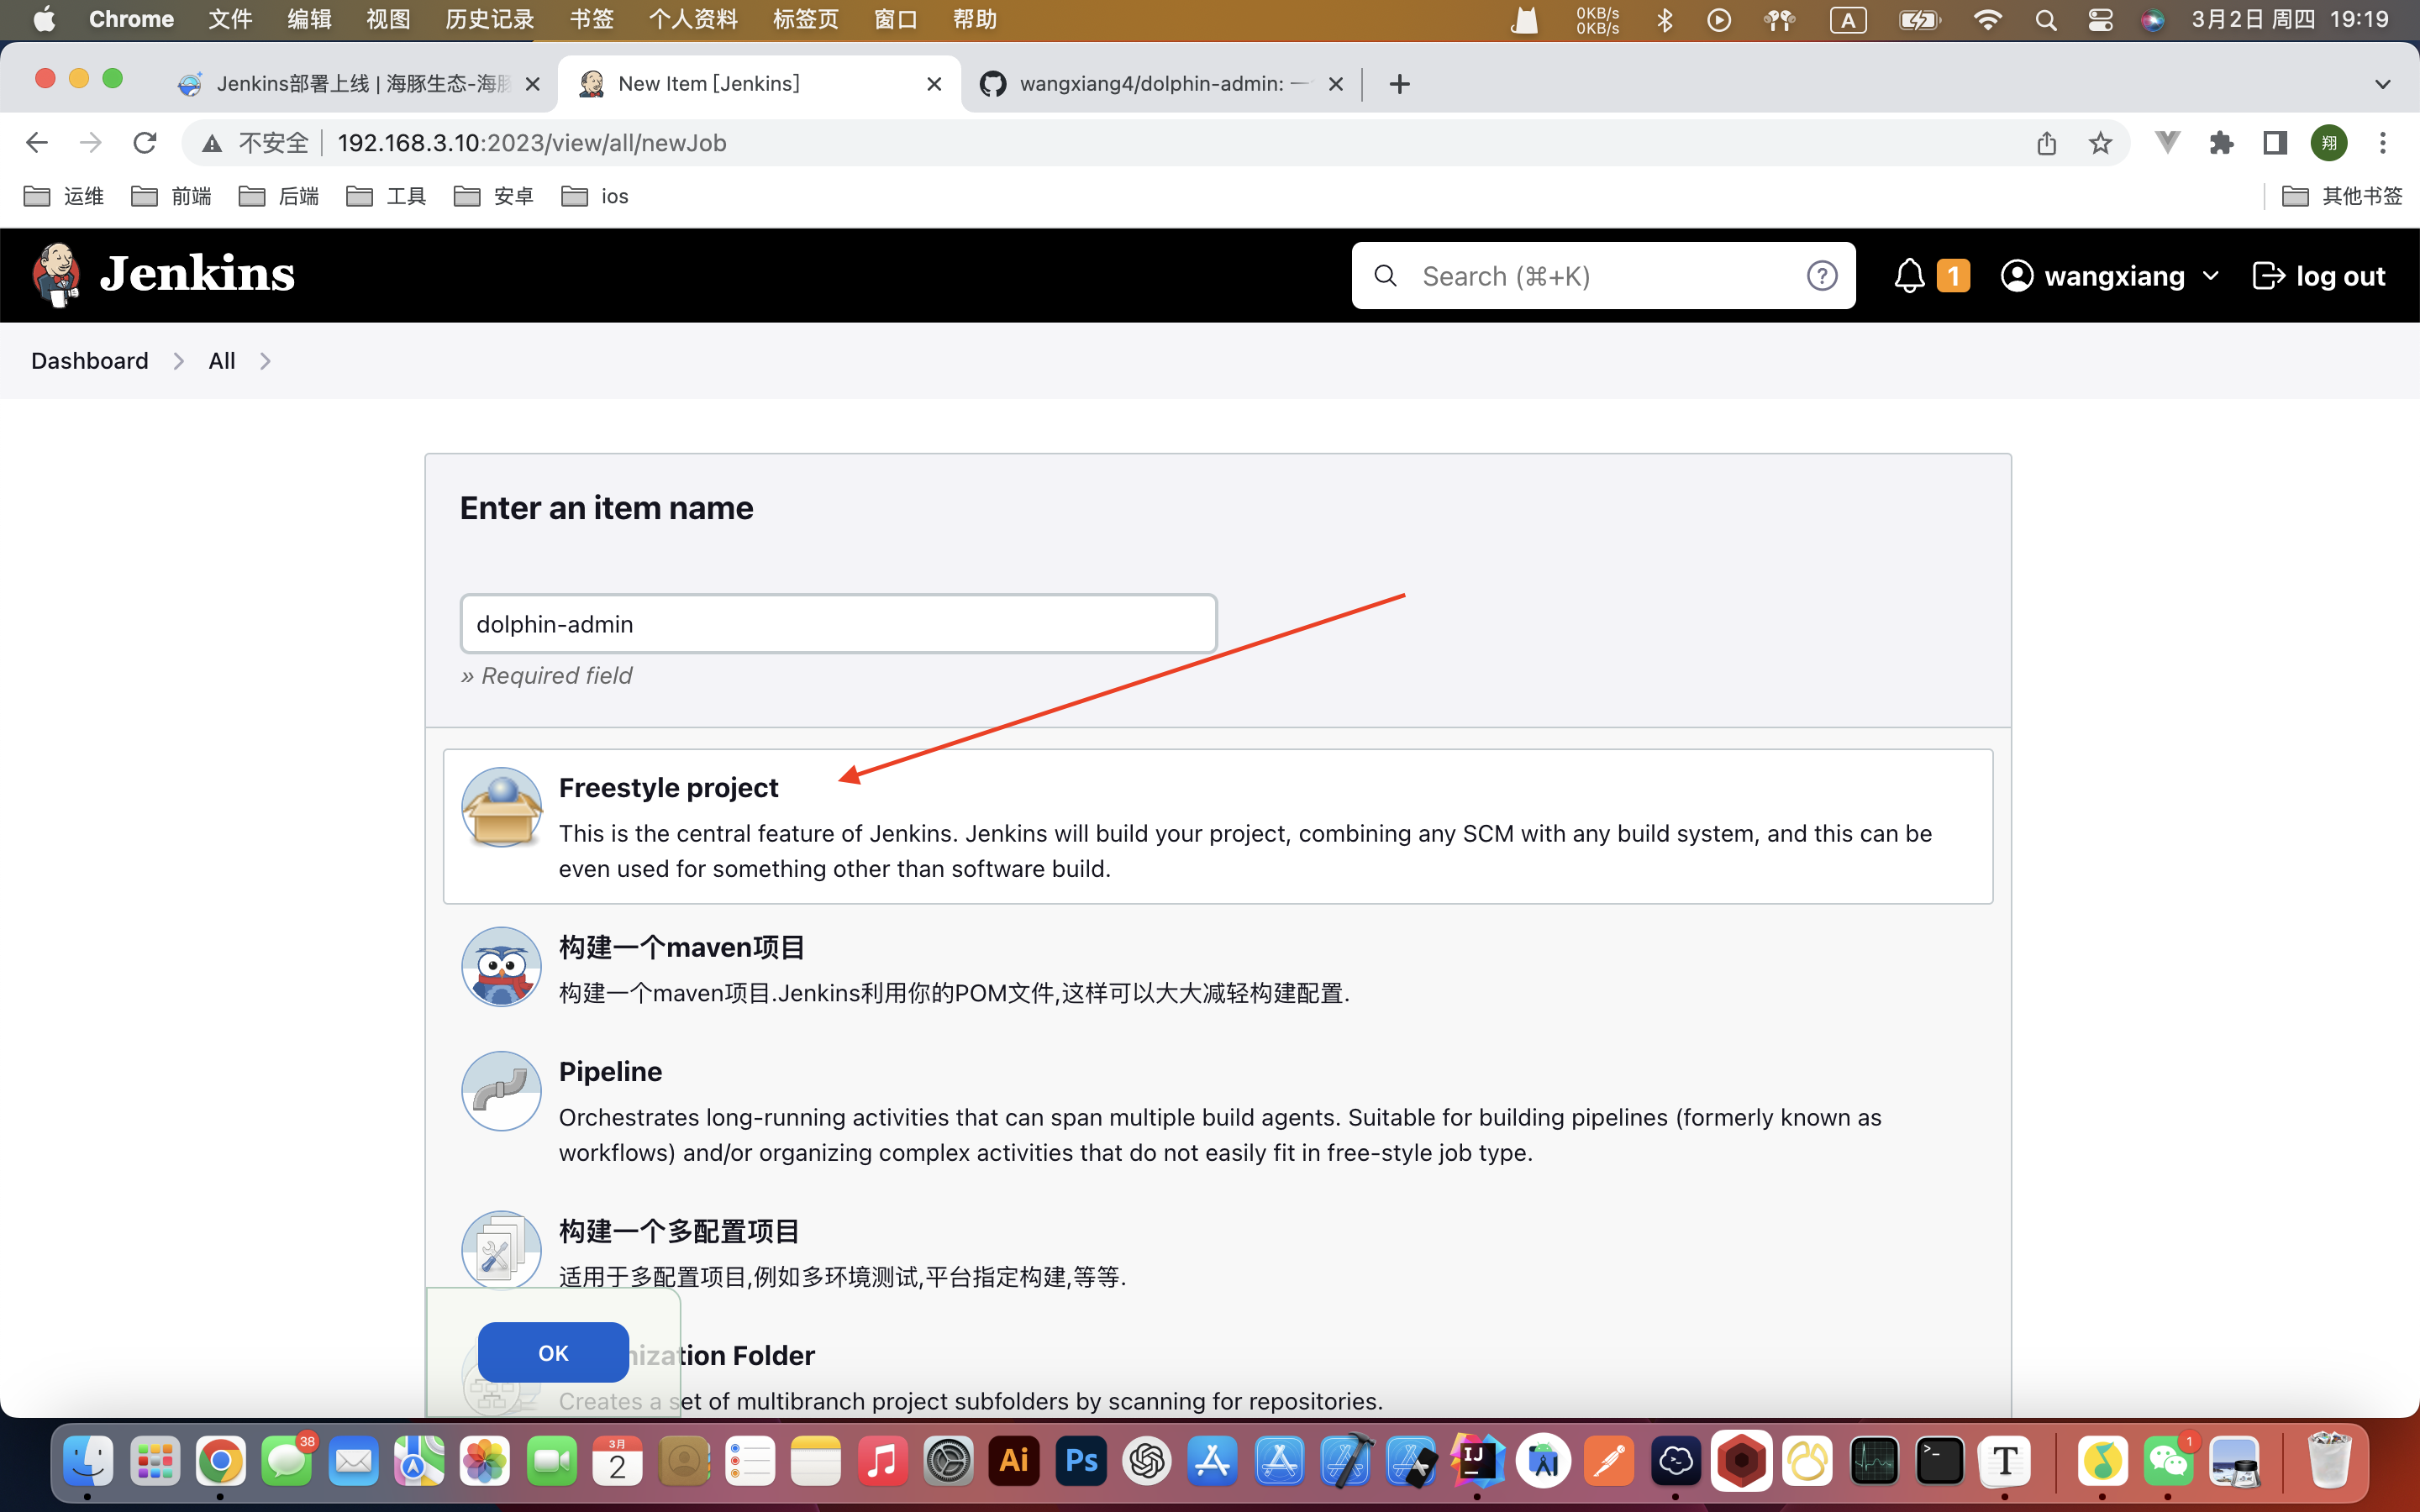 Chrome 文件 编辑 视图 历史记录 书签 个人资料 标签页 窗口 帮助 0KB/s 0KB/s A 3月2日 周四 19:19
Jenkins部署上线 | 海豚生态-海豚 New Item [Jenkins] wangxiang4/dolphin-admin: 一
不安全 192.168.3.10:2023/view/all/newJob 翔
运维 前端 后端 工具 安卓 ios 其他书签
Jenkins Search (⌘+K) 1 wangxiang log out
Dashboard All
Enter an item name
dolphin-admin
» Required field
Freestyle project
This is the central feature of Jenkins. Jenkins will build your project, combining any SCM with any build system, and this can be
even used for something other than software build.
构建一个maven项目
构建一个maven项目.Jenkins利用你的POM文件,这样可以大大减轻构建配置.
Pipeline
Orchestrates long-running activities that can span multiple build agents. Suitable for building pipelines (formerly known as
workflows) and/or organizing complex activities that do not easily fit in free-style job type.
构建一个多配置项目
适用于多配置项目,例如多环境测试,平台指定构建,等等.
OK nization Folder
Creates a set of multibranch project subfolders by scanning for repositories.
38 3月 2 Ai Ps IJ T 1